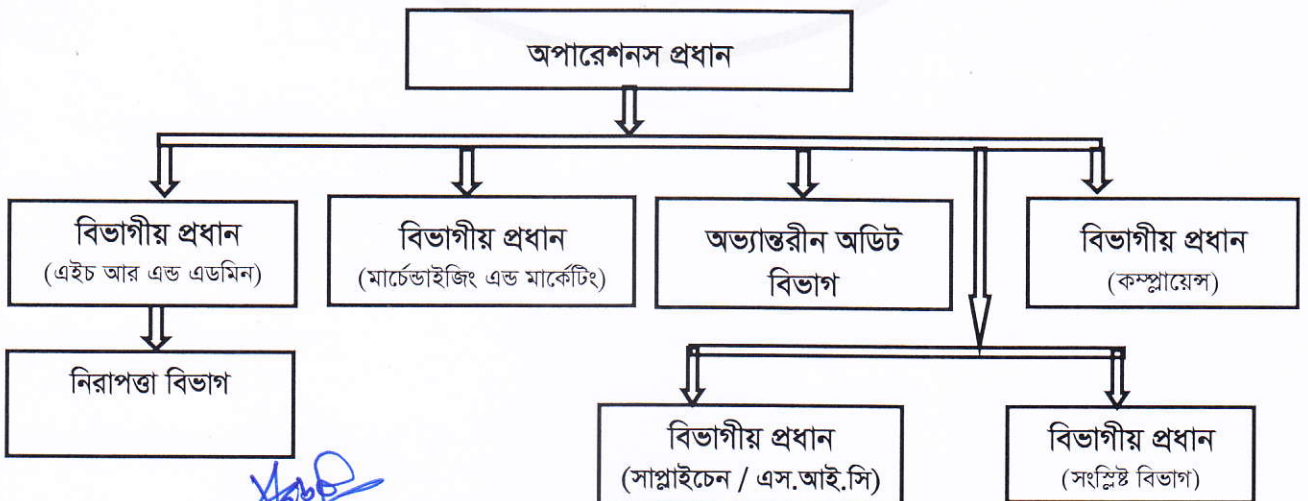 অপারেশনস প্রধান
বিভাগীয় প্রধান
(এইচ আর এন্ড এডমিন)
বিভাগীয় প্রধান
(মার্চেন্ডাইজিং এন্ড মার্কেটিং)
অভ্যান্তরীন অডিট
বিভাগ
বিভাগীয় প্রধান
(কমপ্লায়েন্স)
নিরাপত্তা বিভাগ
বিভাগীয় প্রধান
(সাপ্লাইচেন / এস.আই.সি)
বিভাগীয় প্রধান
(সংশ্লিষ্ট বিভাগ)